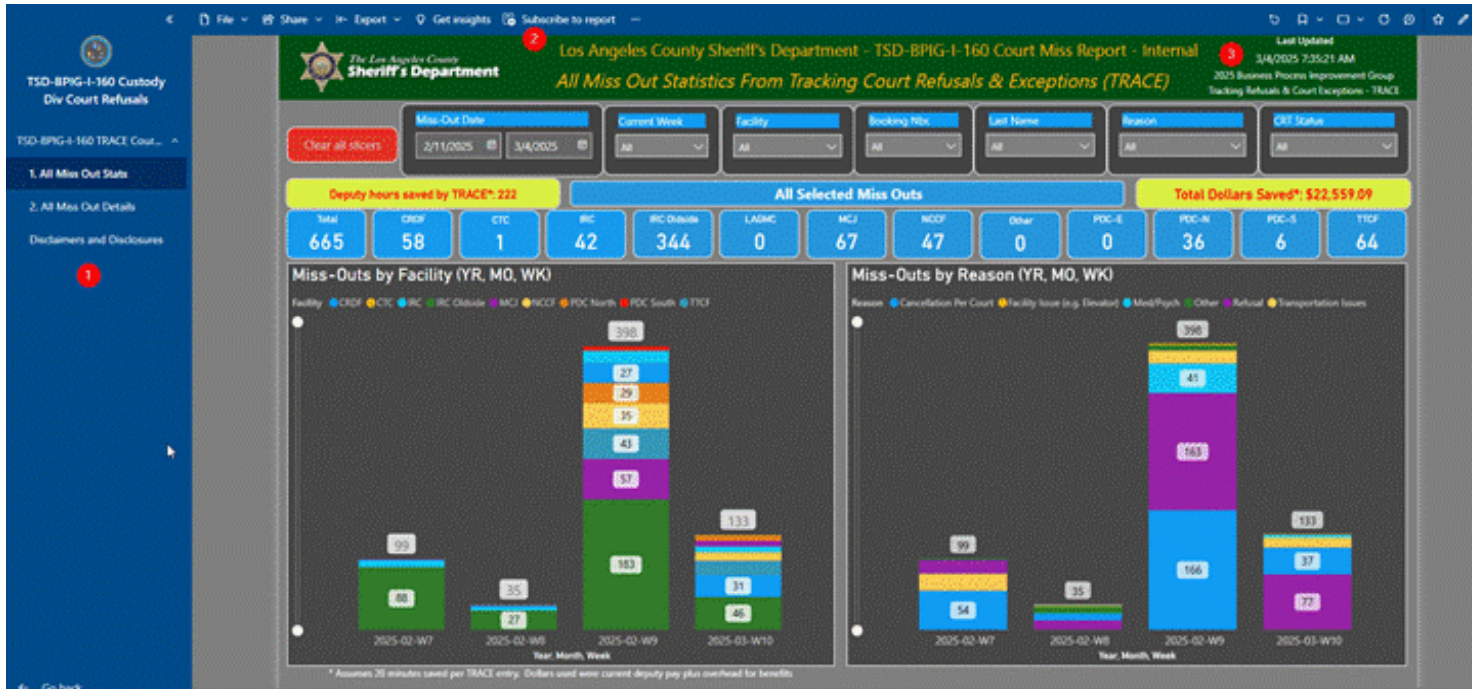 File
Share
Export
Get insights
Subscribe to report
2
TSD-BPIG-I-160 Custody
Div Court Refusals
TSD-BPIG-I-160 TRACE Cour...
1. All Miss Out Stats
2. All Miss Out Details
Disclaimers and Disclosures
1
Go back
The Los Angeles County
Sheriff's Department
Los Angeles County Sheriff's Department - TSD-BPIG-I-160 Court Miss Report - Internal
All Miss Out Statistics From Tracking Court Refusals & Exceptions (TRACE)
3
Last Updated
3/4/2025 7:35:21 AM
2025 Business Process Improvement Group
Tracking Refusals & Court Exceptions - TRACE
Clear all slicers
Miss-Out Date
2/11/2025
3/4/2025
Current Week
All
Facility
All
Booking Nbr.
All
Last Name
All
Reason
All
CRT Status
All
Deputy hours saved by TRACE*: 222
All Selected Miss Outs
Total Dollars Saved*: $22,559.09
Total
665
CRDF
58
CTC
1
IRC
42
IRC Oldside
344
LAGMC
0
MCJ
67
NCCF
47
Other
0
PDC-E
0
PDC-N
36
PDC-S
6
TTCF
64
Miss-Outs by Facility (YR, MO, WK)
Facility CRDF CTC IRC IRC Oldside MCJ NCCF PDC North PDC South TTCF
99
88
35
27
398
27
29
35
43
57
183
133
31
46
2025-02-W7 2025-02-W8 2025-02-W9 2025-03-W10
Year, Month, Week
Miss-Outs by Reason (YR, MO, WK)
Reason Cancellation Per Court Facility Issue (e.g. Elevator) Med/Psych Other Refusal Transportation Issues
99
54
35
398
41
163
166
133
37
77
2025-02-W7 2025-02-W8 2025-02-W9 2025-03-W10
Year, Month, Week
* Assumes 20 minutes saved per TRACE entry. Dollars used were current deputy pay plus overhead for benefits